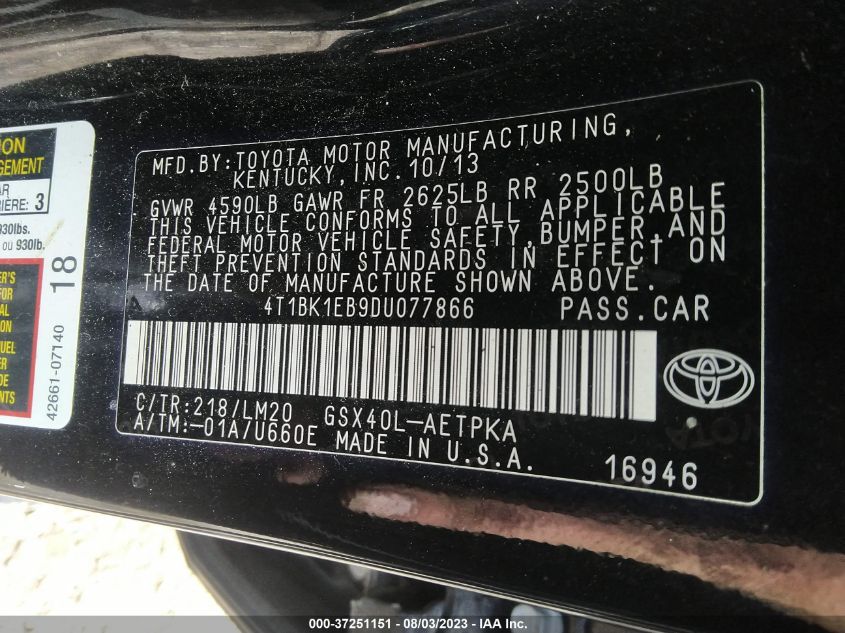 MFD.BY:TOYOTA MOTOR MANUFACTURING,
KENTUCKY,INC.10/13
GVWR 4590LB GAWR FR 2625LB RR 2500LB
THIS VEHICLE CONFORMS TO ALL APPLICABLE
FEDERAL MOTOR VEHICLE SAFETY,BUMPER,AND
THEFT PREVENTION STANDARDS IN EFFECT ON
THE DATE OF MANUFACTURE SHOWN ABOVE.
4T1BK1EB9DU077866 PASS.CAR
C/TR:218/LM20 GSX40L-AETPKA
A/TM:-01A/U660E MADE IN U.S.A.
16946
3
930lbs.
ou 930lb.
18
42661-07140
000-37251151 - 08/03/2023 - IAA Inc.